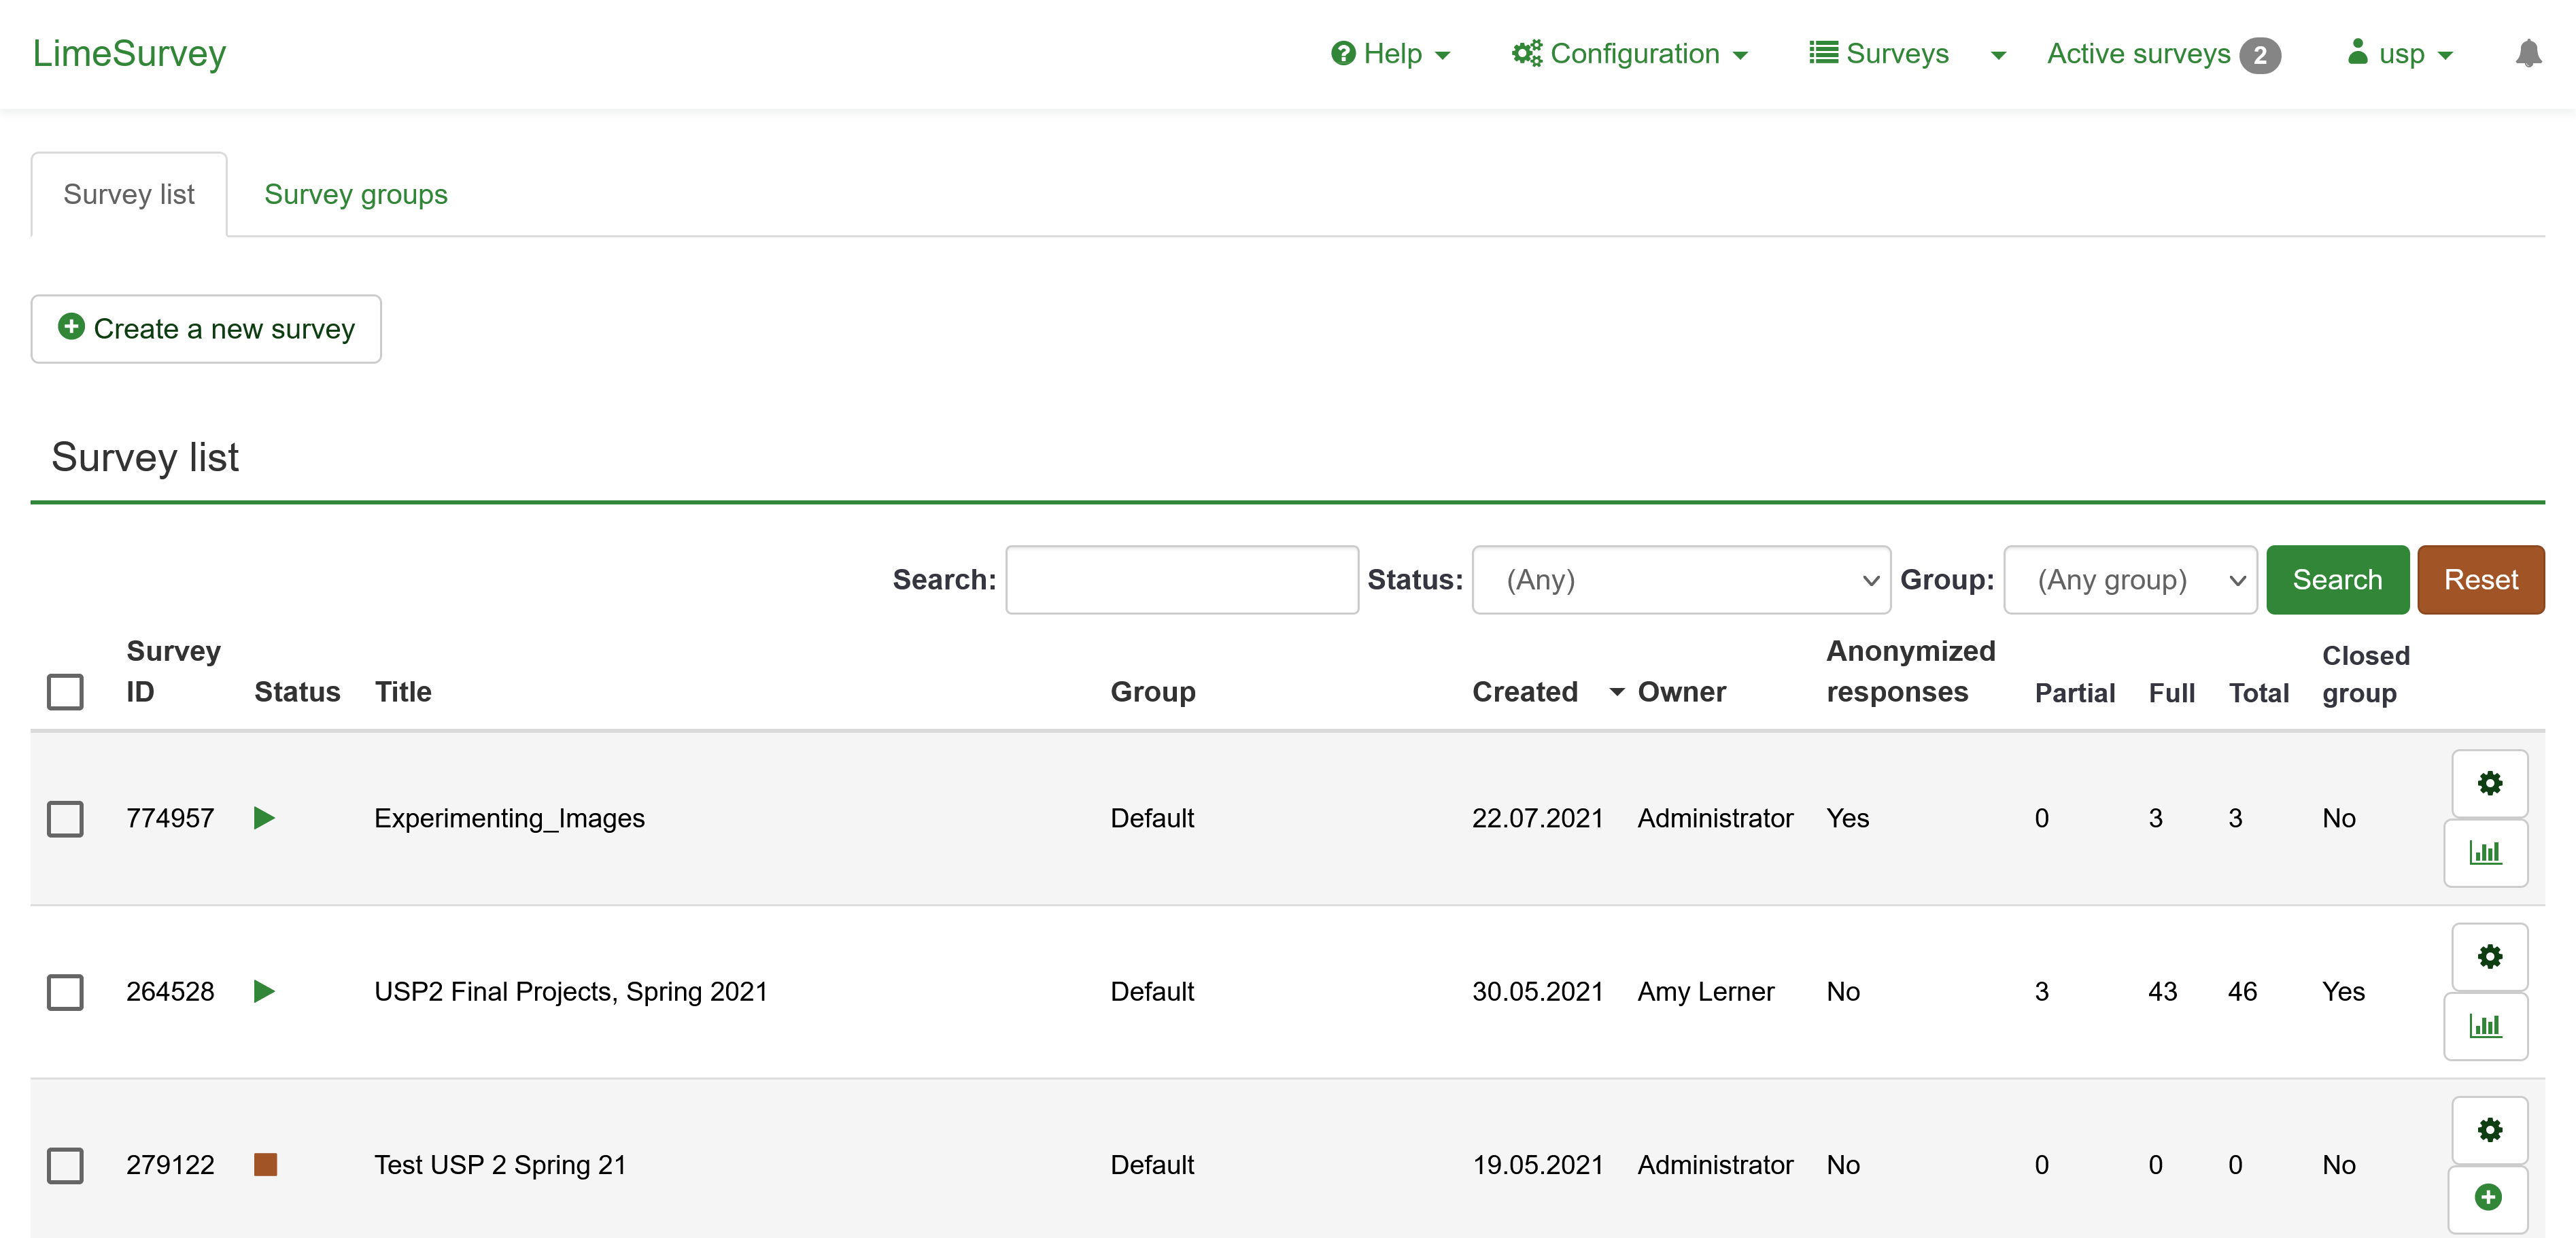 LimeSurvey
Help
Configuration
Surveys
Active surveys 2
usp
Survey list
Survey groups
Create a new survey
Survey list
Search:
Status: (Any)
Group: (Any group)
Search
Reset
Survey ID
Status
Title
Group
Created
Owner
Anonymized responses
Partial
Full
Total
Closed group
774957 Experimenting_Images Default 22.07.2021 Administrator Yes 0 3 3 No
264528 USP2 Final Projects, Spring 2021 Default 30.05.2021 Amy Lerner No 3 43 46 Yes
279122 Test USP 2 Spring 21 Default 19.05.2021 Administrator No 0 0 0 No